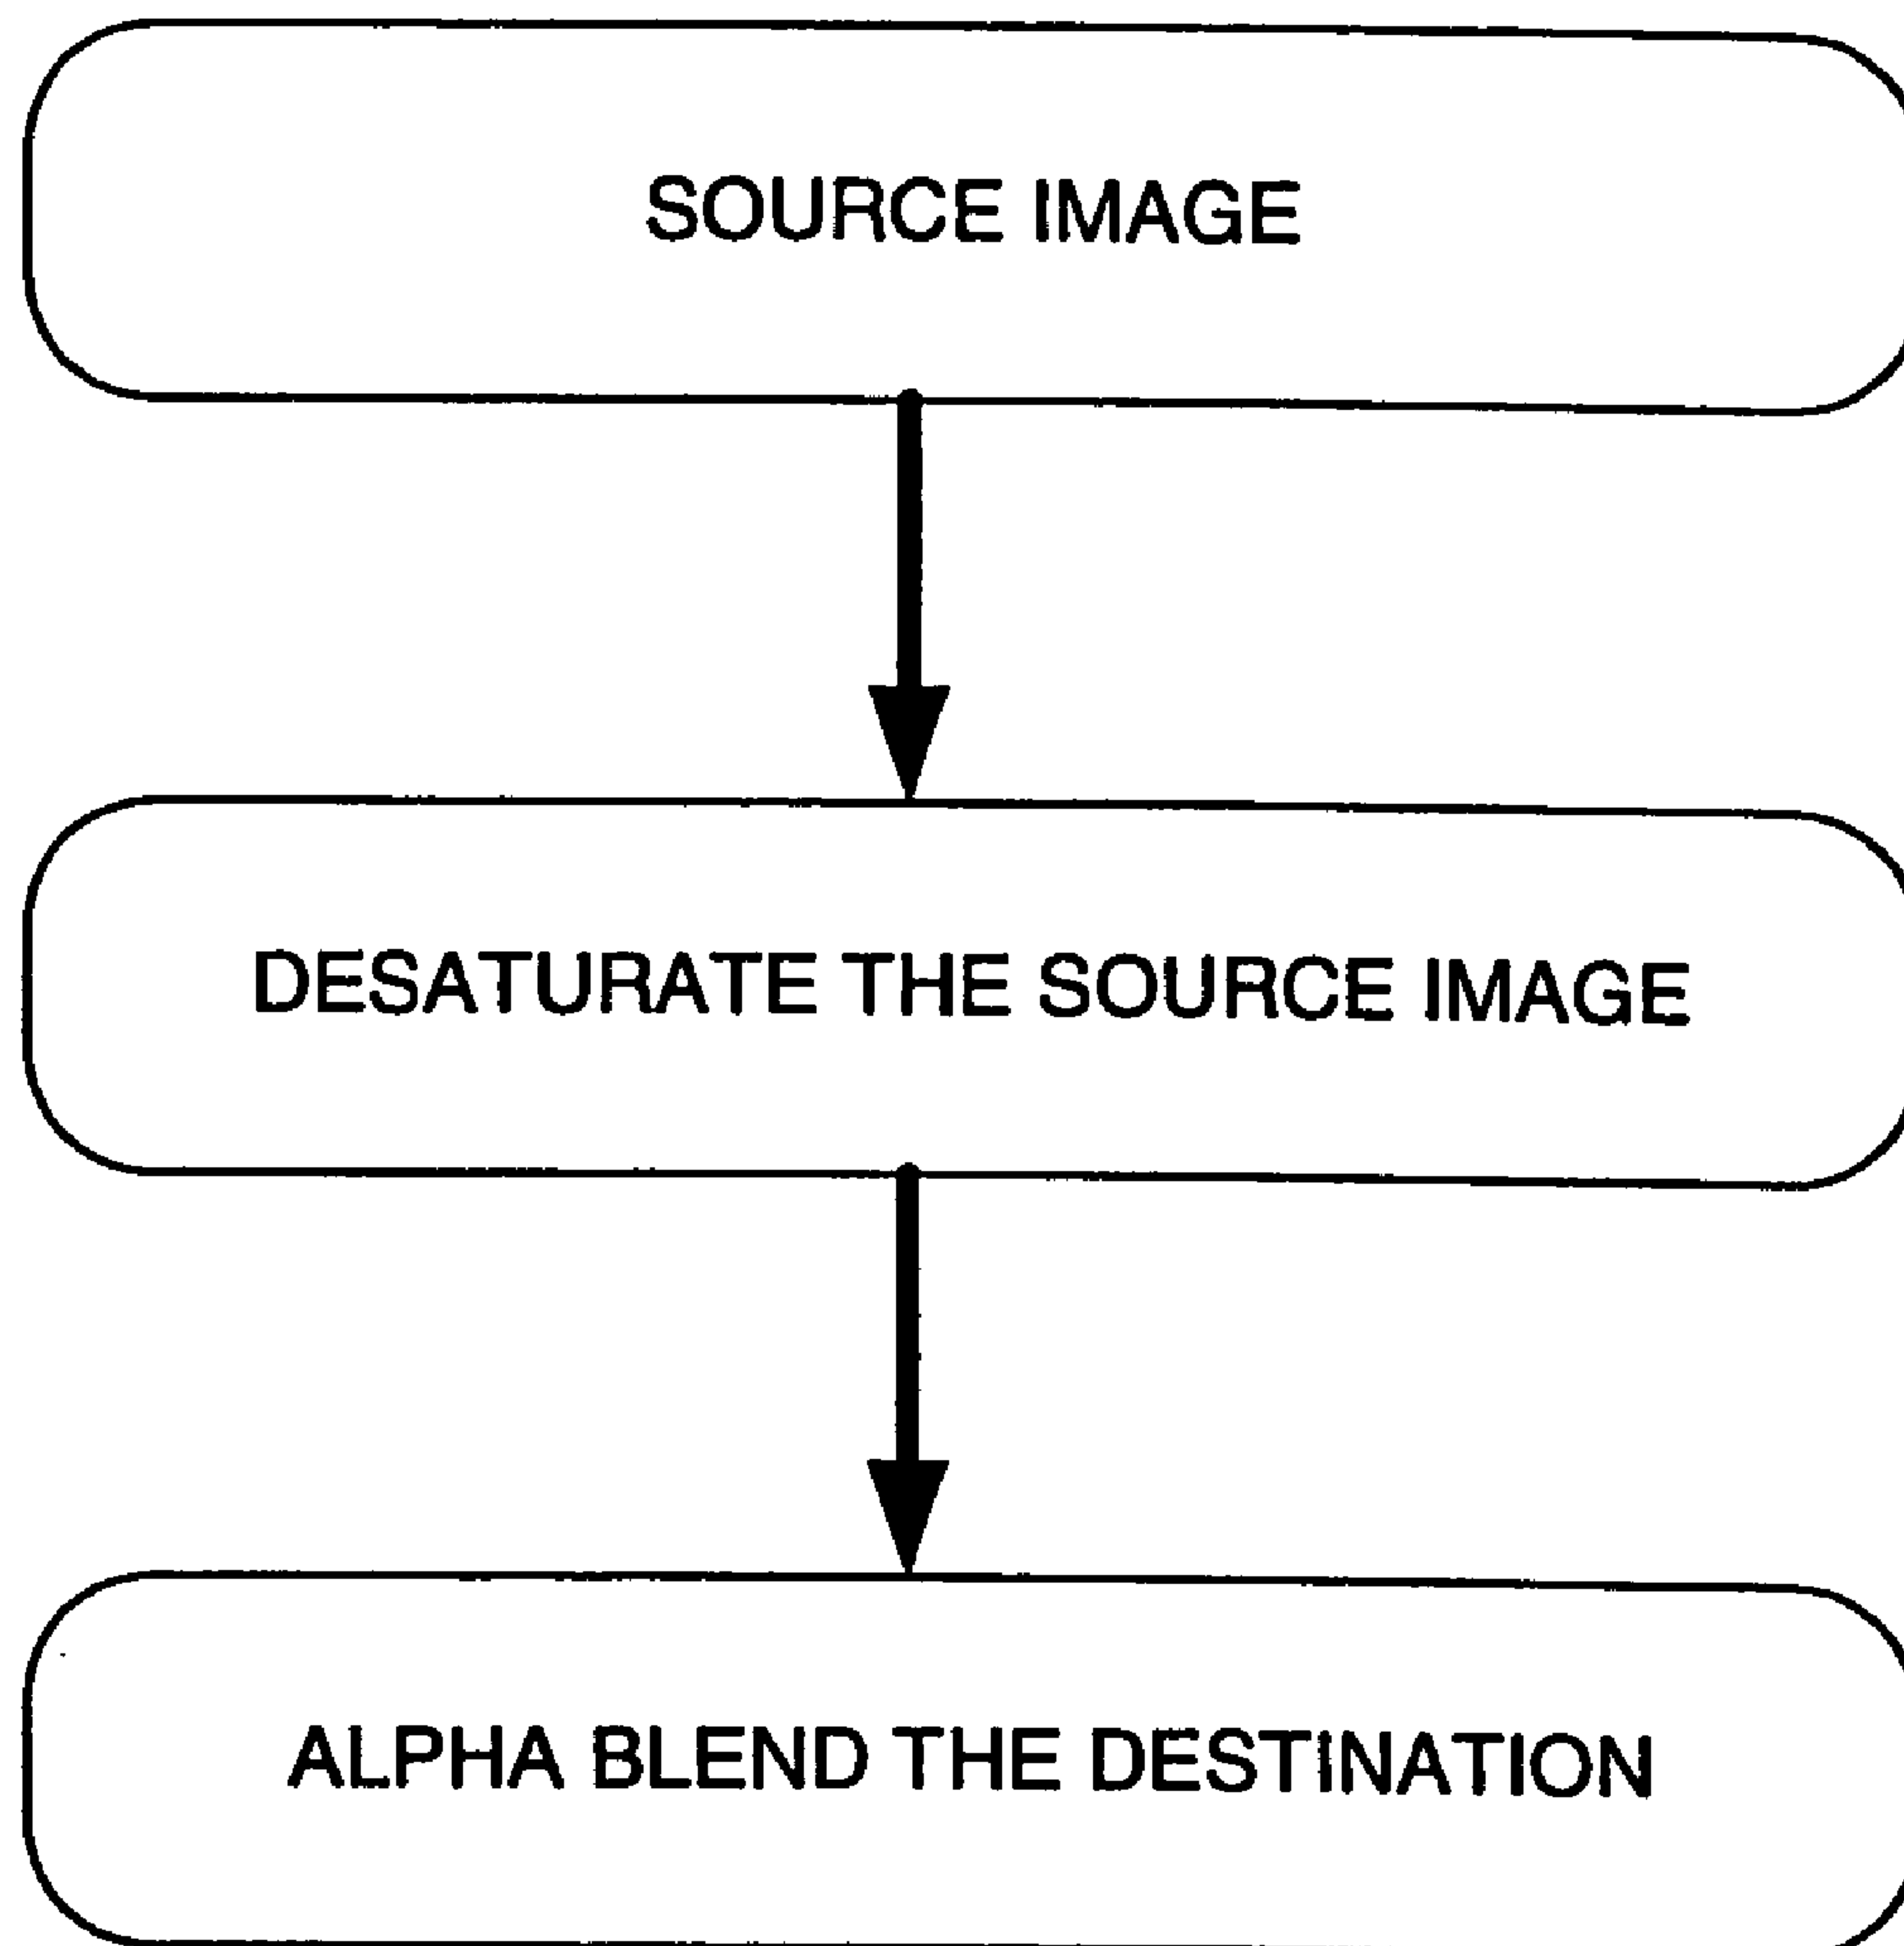 SOURCE IMAGE
DESATURATE THE SOURCE IMAGE
ALPHA BLEND THE DESTINATION